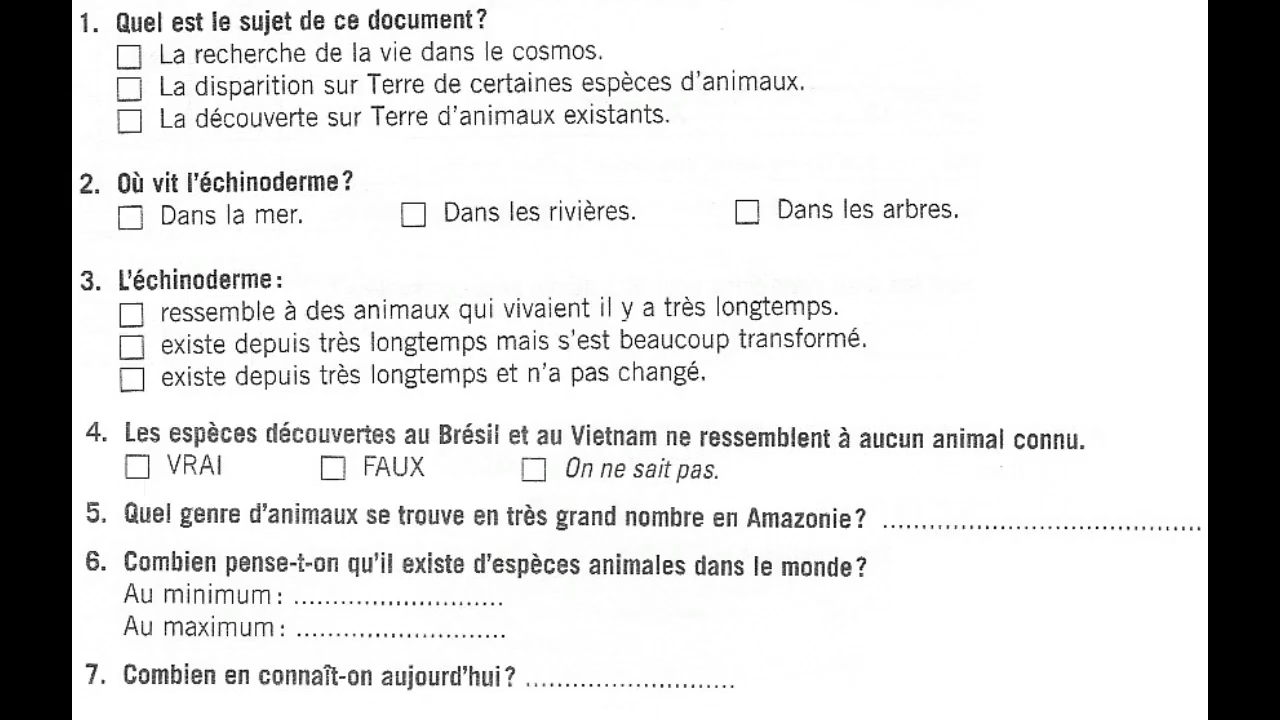 1. Quel est le sujet de ce document ?
La recherche de la vie dans le cosmos.
La disparition sur Terre de certaines espèces d'animaux.
La découverte sur Terre d'animaux existants.
2. Où vit l'échinoderme ?
Dans la mer. Dans les rivières. Dans les arbres.
3. L'échinoderme :
ressemble à des animaux qui vivaient il y a très longtemps.
existe depuis très longtemps mais s'est beaucoup transformé.
existe depuis très longtemps et n'a pas changé.
4. Les espèces découvertes au Brésil et au Vietnam ne ressemblent à aucun animal connu.
VRAI FAUX On ne sait pas.
5. Quel genre d'animaux se trouve en très grand nombre en Amazonie ? ........................................
6. Combien pense-t-on qu'il existe d'espèces animales dans le monde ?
Au minimum : ...........................
Au maximum : ...........................
7. Combien en connaît-on aujourd'hui ? ...........................